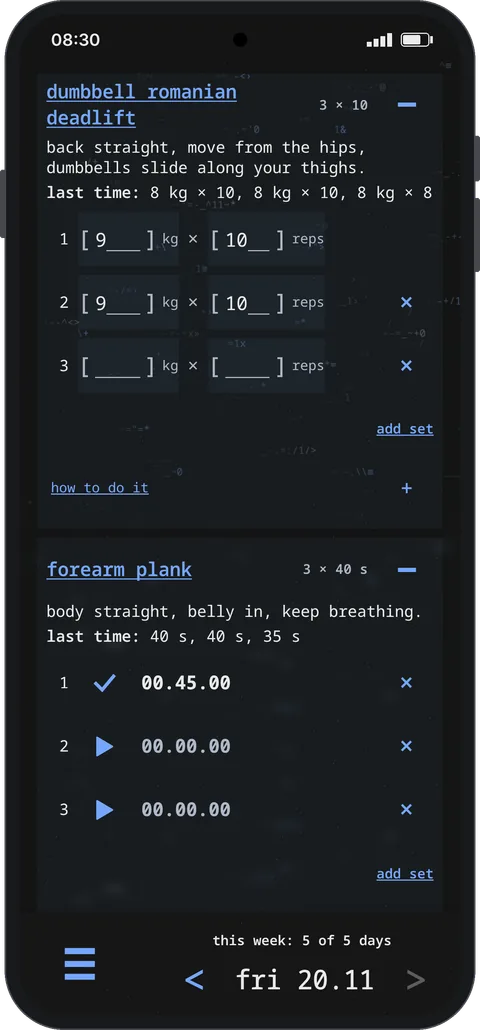 08:30
dumbbell romanian
deadlift
3 × 10
back straight, move from the hips,
dumbbells slide along your thighs.
last time: 8 kg × 10, 8 kg × 10, 8 kg × 8
1 [ 9___ ] kg × [ 10__ ] reps
2 [ 9___ ] kg × [ 10__ ] reps ×
3 [ ____ ] kg × [ ____ ] reps ×
add set
how to do it +
forearm plank 3 × 40 s
body straight, belly in, keep breathing.
last time: 40 s, 40 s, 35 s
1 00.45.00 ×
2 00.00.00 ×
3 00.00.00 ×
add set
this week: 5 of 5 days
< fri 20.11 >